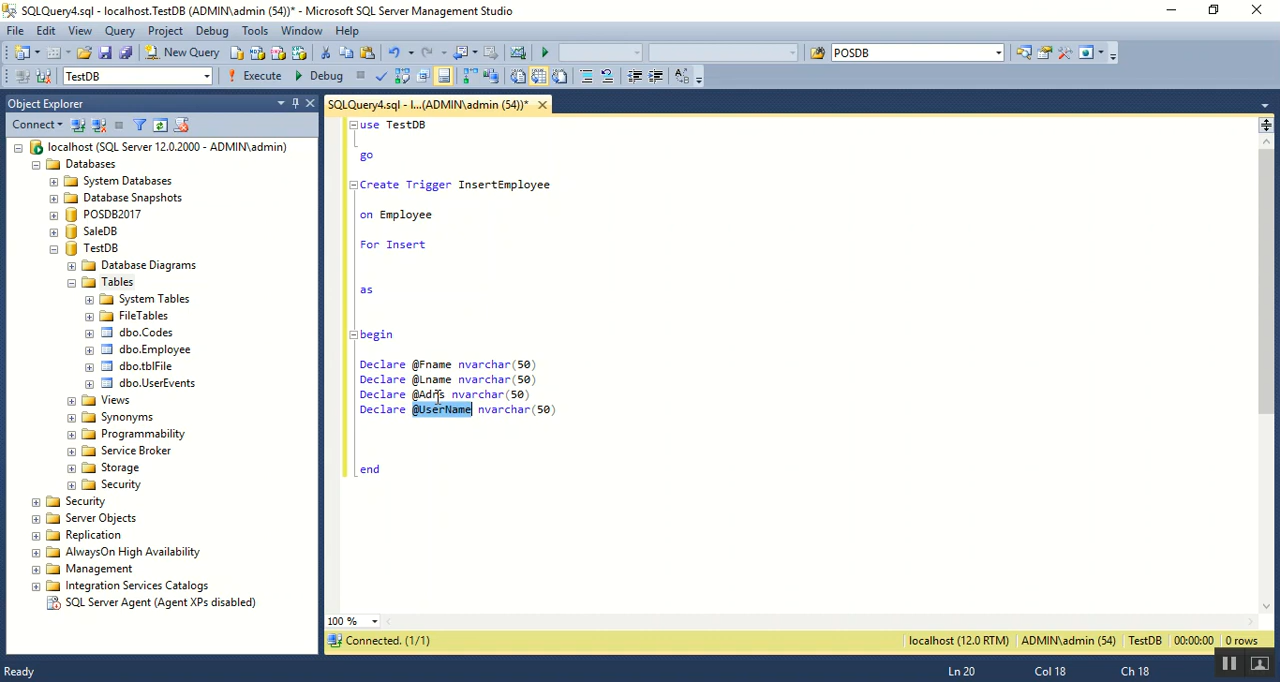 SQLQuery4.sql - localhost.TestDB (ADMIN\admin (54))* - Microsoft SQL Server Management Studio
File Edit View Query Project Debug Tools Window Help
New Query POSDB
TestDB Execute Debug
Object Explorer
SQLQuery4.sql - l...(ADMIN\admin (54))*
Connect
localhost (SQL Server 12.0.2000 - ADMIN\admin)
Databases
System Databases
Database Snapshots
POSDB2017
SaleDB
TestDB
Database Diagrams
Tables
System Tables
FileTables
dbo.Codes
dbo.Employee
dbo.tblFile
dbo.UserEvents
Views
Synonyms
Programmability
Service Broker
Storage
Security
Security
Server Objects
Replication
AlwaysOn High Availability
Management
Integration Services Catalogs
SQL Server Agent (Agent XPs disabled)
use TestDB
go
Create Trigger InsertEmployee
on Employee
For Insert
as
begin
Declare @Fname nvarchar(50)
Declare @Lname nvarchar(50)
Declare @Adrs nvarchar(50)
Declare @UserName nvarchar(50)
end
100 %
Connected. (1/1) localhost (12.0 RTM) ADMIN\admin (54) TestDB 00:00:00 0 rows
Ready Ln 20 Col 18 Ch 18